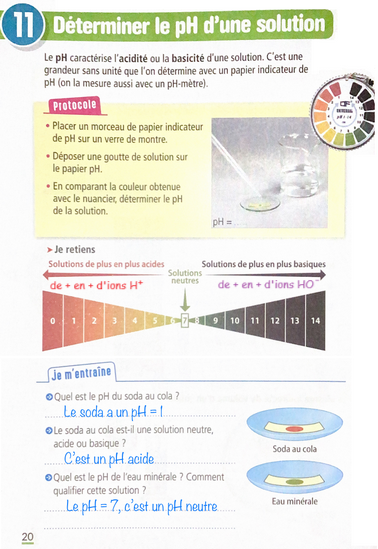 11 Déterminer le pH d'une solution
Le pH caractérise l'acidité ou la basicité d'une solution. C'est une
grandeur sans unité que l'on détermine avec un papier indicateur de
pH (on la mesure aussi avec un pH-mètre).
Protocole
• Placer un morceau de papier indicateur
de pH sur un verre de montre.
• Déposer une goutte de solution sur
le papier pH.
• En comparant la couleur obtenue
avec le nuancier, déterminer le pH
de la solution.
pH =
➤ Je retiens
Solutions de plus en plus acides
Solutions de plus en plus basiques
de + en + d'ions H⁺
Solutions
neutres
de + en + d'ions HO⁻
0 1 2 3 4 5 6 7 8 9 10 11 12 13 14
Je m'entraîne
Quel est le pH du soda au cola ?
Le soda a un pH = 1
Le soda au cola est-il une solution neutre,
acide ou basique ?
C'est un pH acide
Soda au cola
Quel est le pH de l'eau minérale ? Comment
qualifier cette solution ?
Le pH = 7, c'est un pH neutre
Eau minérale
20